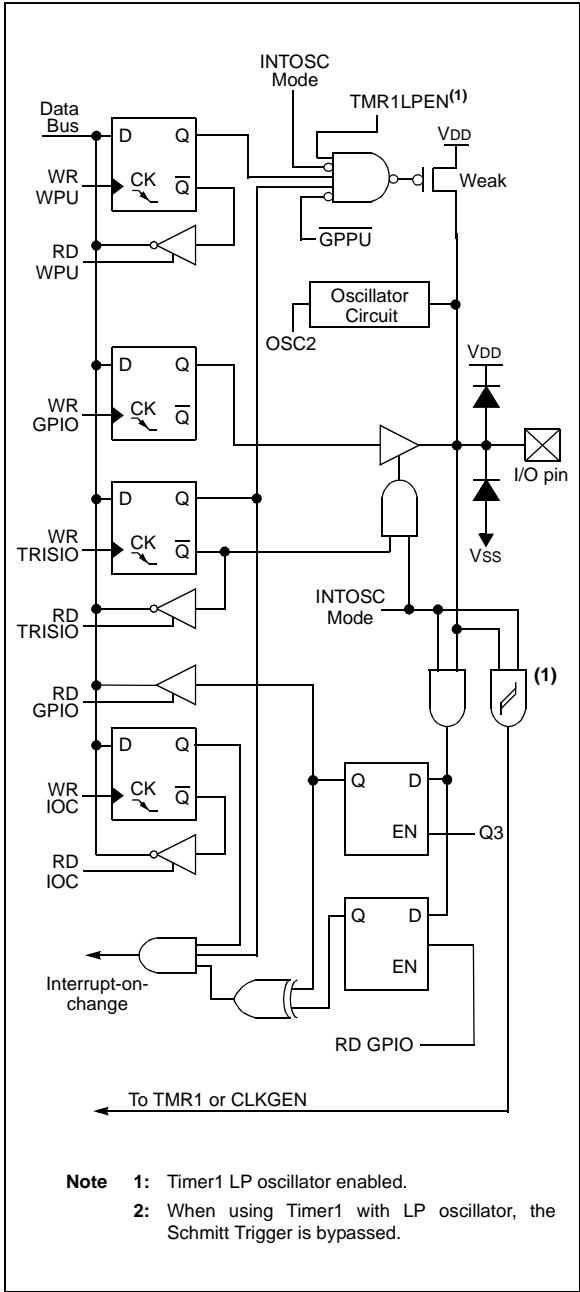 INTOSC
Mode
TMR1LPEN(1)
Data
Bus
VDD
D Q
WR
WPU
CK
Q
Weak
RD
WPU
GPPU
Oscillator
Circuit
OSC2
VDD
D Q
WR
GPIO
CK
Q
I/O pin
D Q
WR
TRISIO
CK
Q
VSS
INTOSC
Mode
RD
TRISIO
(1)
RD
GPIO
D Q
WR
IOC
CK
Q
Q D
EN
Q3
RD
IOC
Q D
EN
Interrupt-on-
change
RD GPIO
To TMR1 or CLKGEN
Note 1: Timer1 LP oscillator enabled.
2: When using Timer1 with LP oscillator, the
Schmitt Trigger is bypassed.